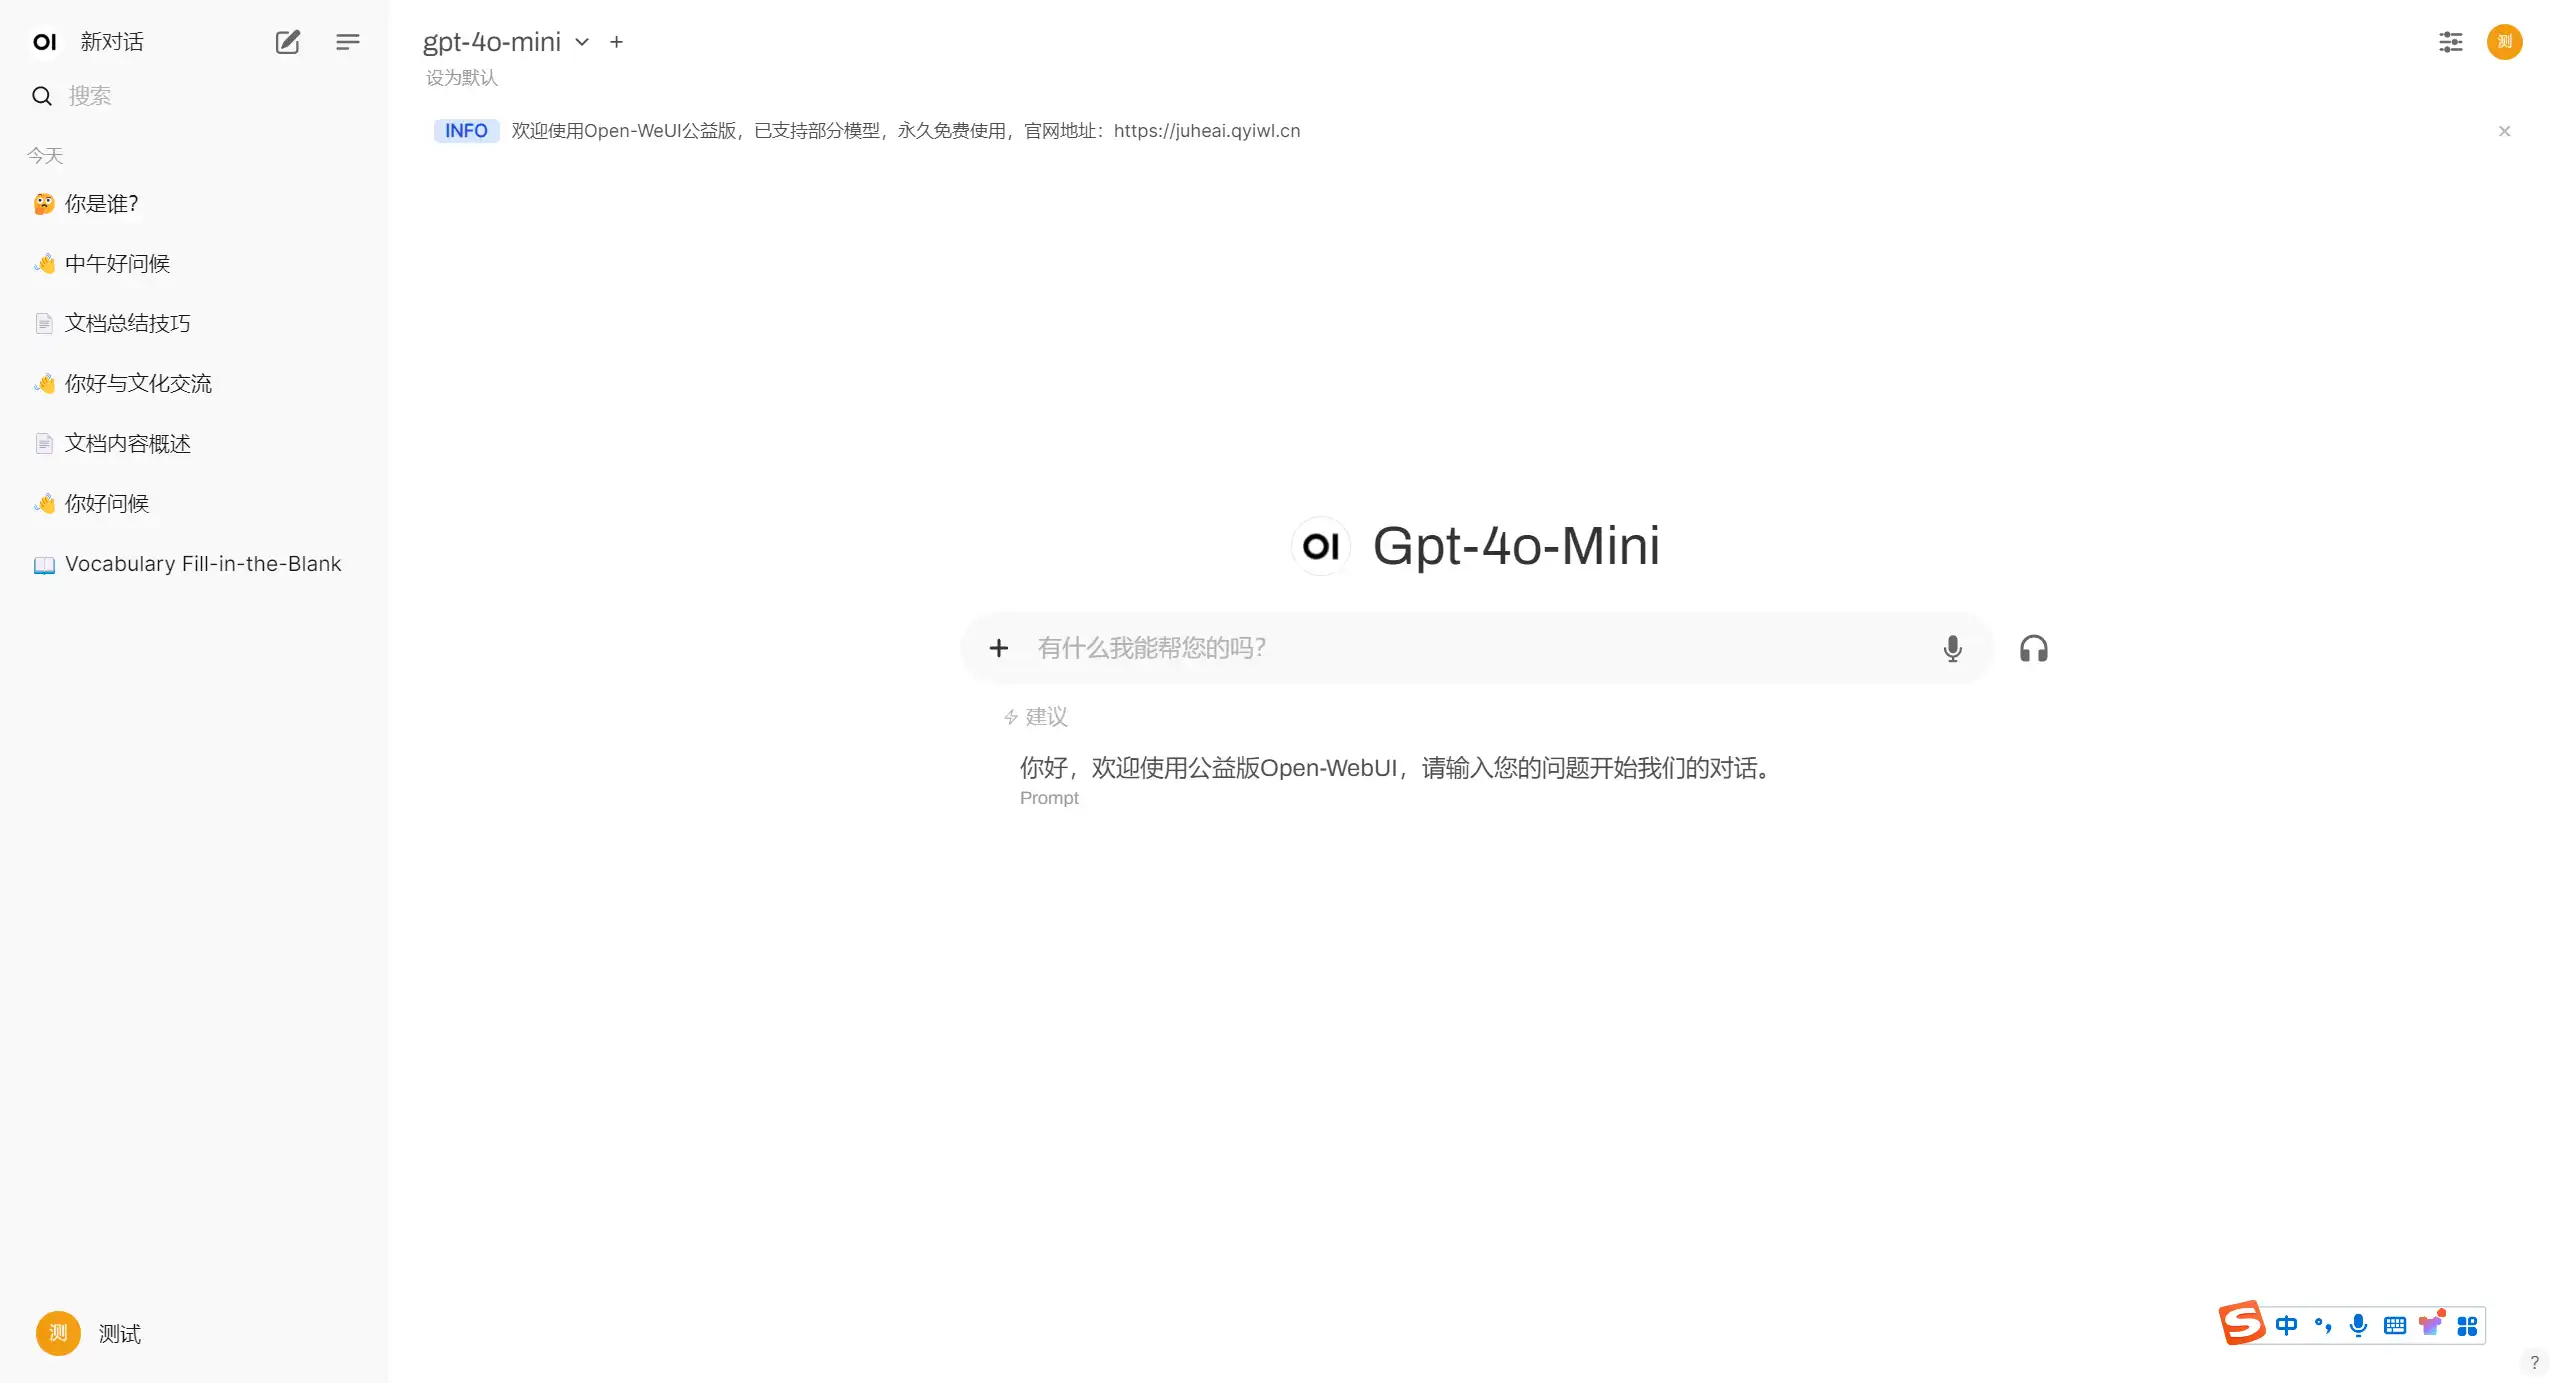 OI 新对话
搜索
今天
🤔 你是谁？
👋 中午好问候
📄 文档总结技巧
👋 你好与文化交流
📄 文档内容概述
👋 你好问候
📖 Vocabulary Fill-in-the-Blank
测 测试
gpt-4o-mini
设为默认
测
INFO 欢迎使用Open-WeUI公益版，已支持部分模型，永久免费使用，官网地址：https://juheai.qyiwl.cn
OI Gpt-4o-Mini
有什么我能帮您的吗？
建议
你好，欢迎使用公益版Open-WebUI，请输入您的问题开始我们的对话。
Prompt
S 中 °,
?